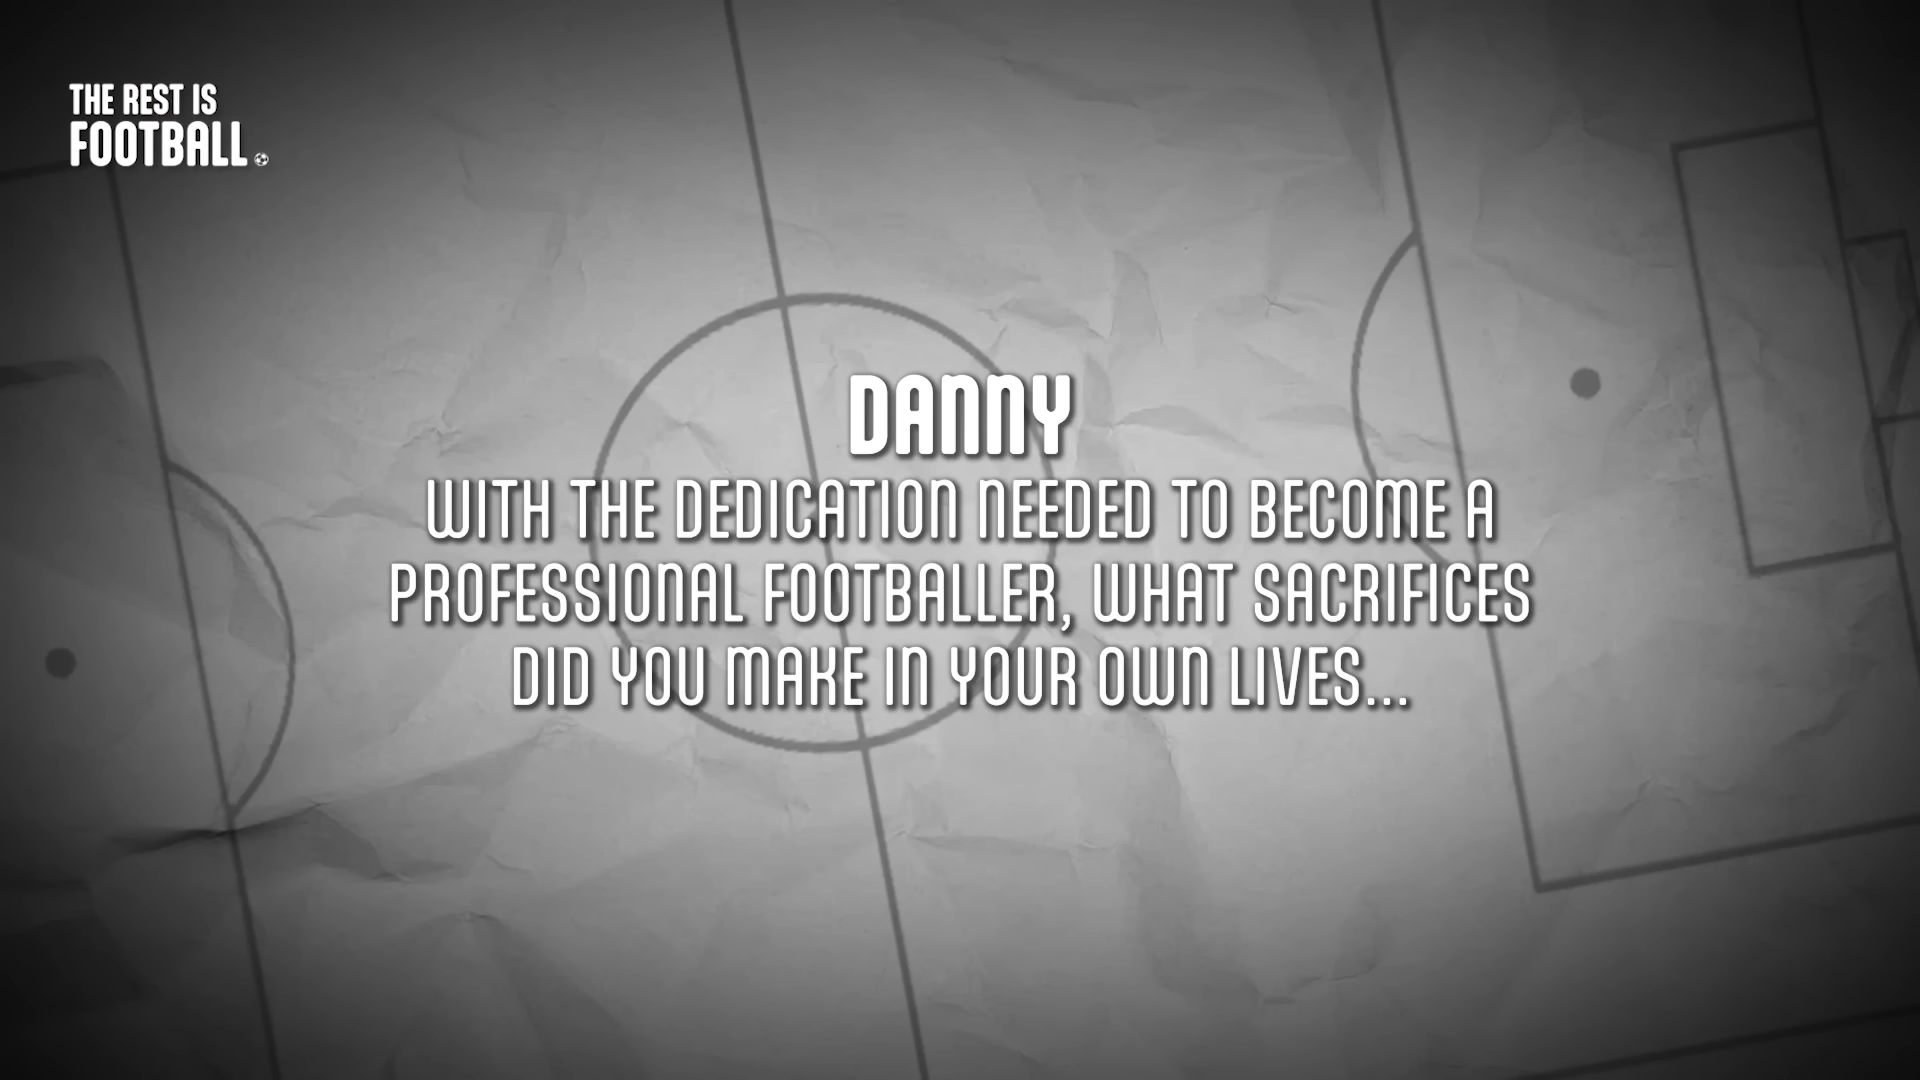 THE REST IS
FOOTBALL.
DANNY
WITH THE DEDICATION NEEDED TO BECOME A
PROFESSIONAL FOOTBALLER, WHAT SACRIFICES
DID YOU MAKE IN YOUR OWN LIVES...